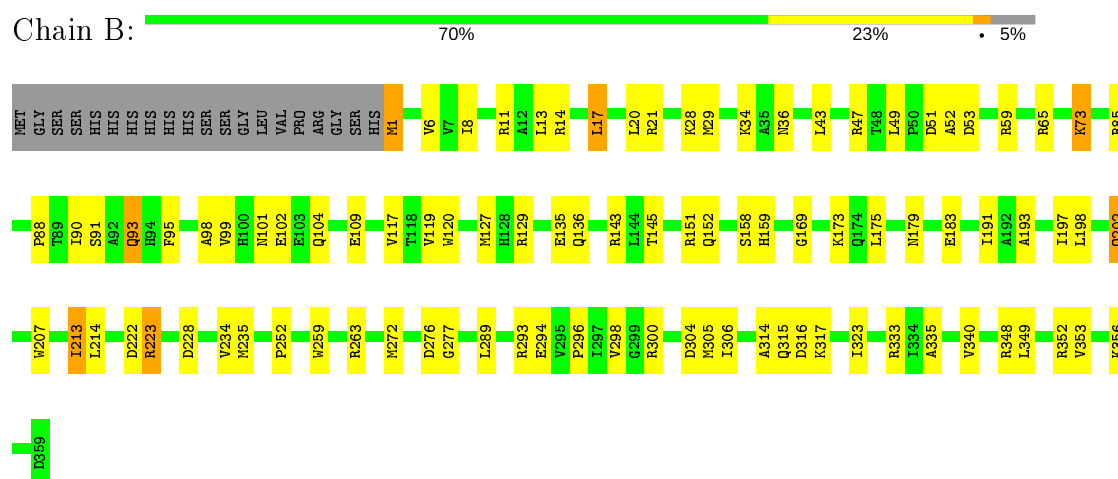 Chain B:
70% 23% • 5%
MET GLY SER SER HIS HIS HIS HIS HIS HIS SER SER GLY LEU VAL PRO ARG GLY SER HIS M1 V6 V7 I8 R11 A12 L13 R14 L17 L20 R21 K28 M29 K34 A35 N36 L43 R47 T48 L49 P50 D51 A52 D53 R59 R65 K73
P88 T89 I90 S91 A92 Q93 H94 F95 A98 V99 H100 N101 E102 E103 Q104 E109 V117 T118 V119 W120 M127 H128 R129 E135 Q136 R143 L144 T145 R151 Q152 S158 H159 G169 K173 Q174 L175 N179 E183 I191 A192 A193 I197 L198
W207 I213 L214 D222 R223 D228 V234 M235 P252 W259 R263 M272 D276 G277 L289 R293 E294 V295 P296 I297 V298 G299 R300 D304 M305 I306 A314 Q315 D316 K317 I323 R333 I334 A335 V340 R348 L349 R352 V353
D359